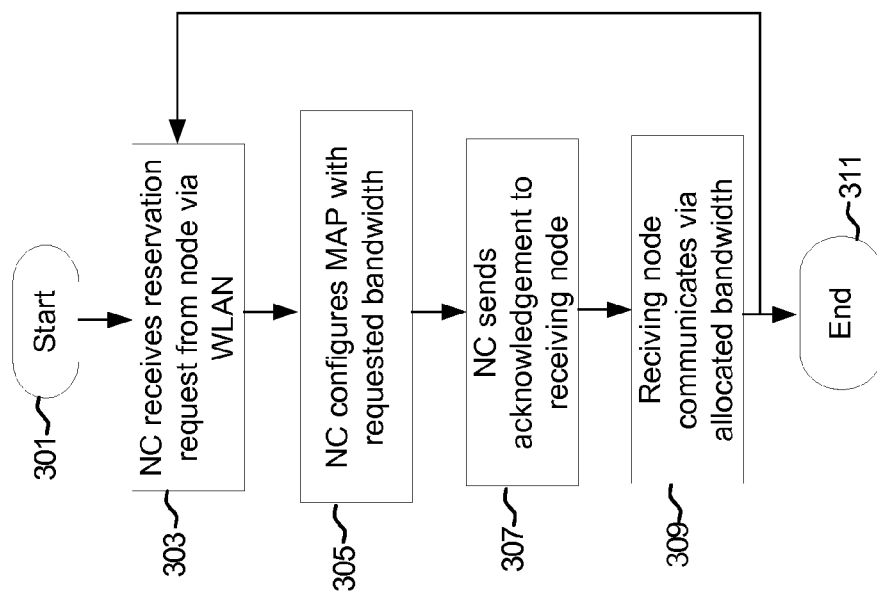 Start
301
NC receives reservation
request from node via
WLAN
303
NC configures MAP with
requested bandwidth
305
NC sends
acknowledgement to
receiving node
307
Reciving node
communicates via
allocated bandwidth
309
End
311